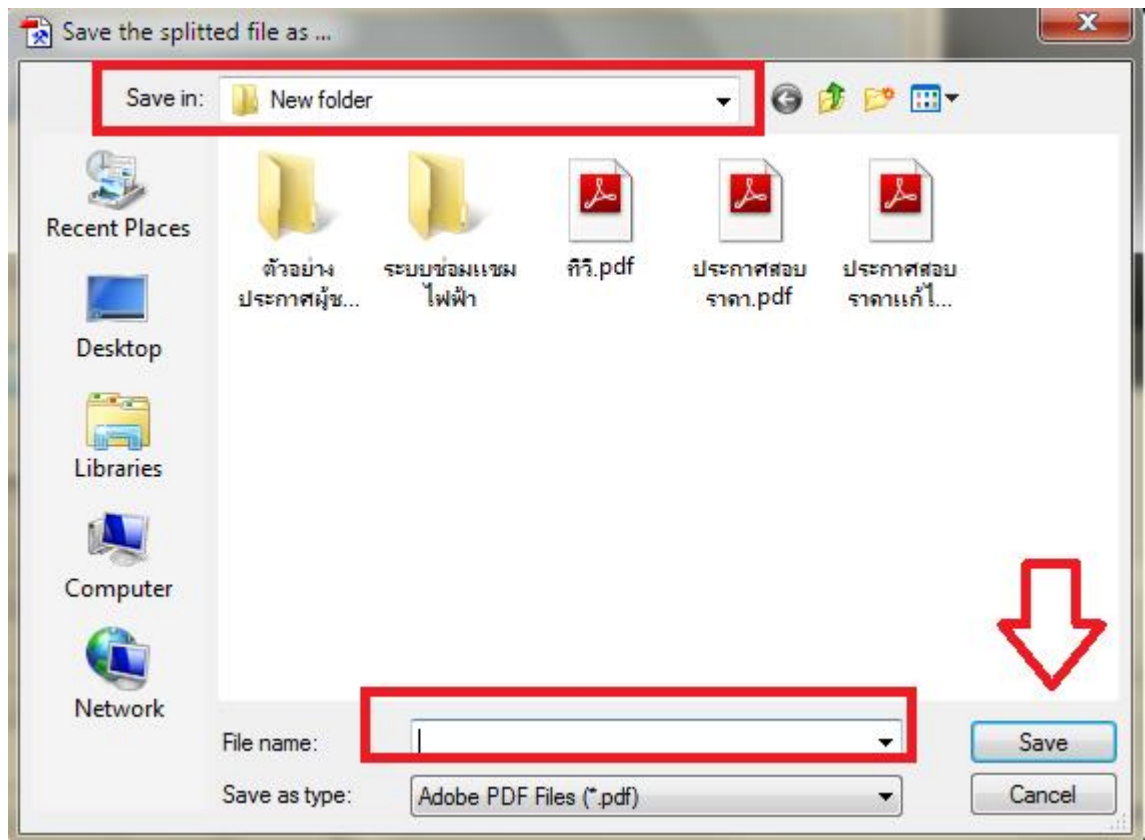 Save the splitted file as ...
x
Save in:
New folder
Recent Places
Desktop
Libraries
Computer
Network
ตัวอย่าง
ประกาศผู้ช...
ระบบซ่อมแซม
ไฟฟ้า
ทีวี.pdf
ประกาศสอบ
ราคา.pdf
ประกาศสอบ
ราคาแก้ไ...
File name:
Save
Save as type:
Adobe PDF Files (*.pdf)
Cancel